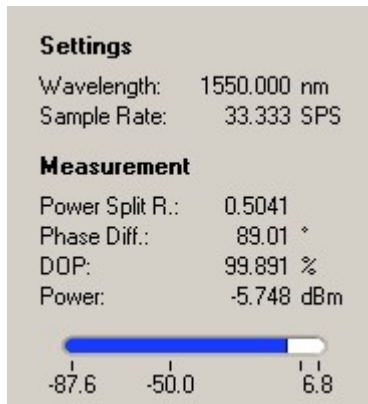 Settings
Wavelength: 1550.000 nm
Sample Rate: 33.333 SPS
Measurement
Power Split R.: 0.5041
Phase Diff.: 89.01 °
DOP: 99.891 %
Power: -5.748 dBm
-87.6 -50.0 6.8